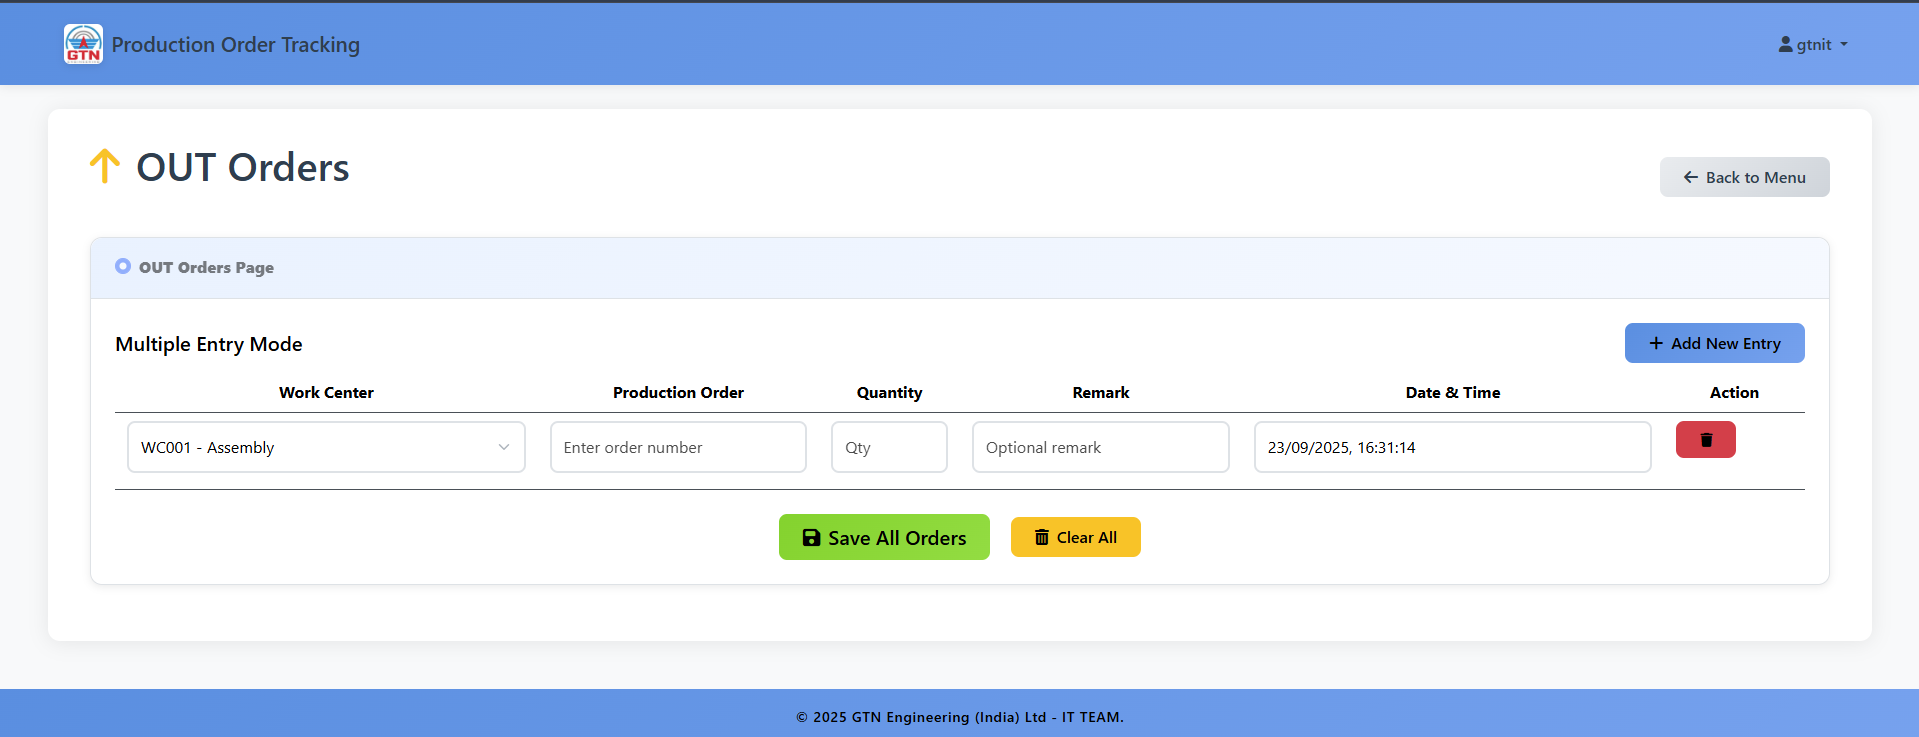 GTN Production Order Tracking
gtnit
OUT Orders
Back to Menu
OUT Orders Page
Multiple Entry Mode
Add New Entry
Work Center Production Order Quantity Remark Date & Time Action
WC001 - Assembly Enter order number Qty Optional remark 23/09/2025, 16:31:14
Save All Orders Clear All
© 2025 GTN Engineering (India) Ltd - IT TEAM.